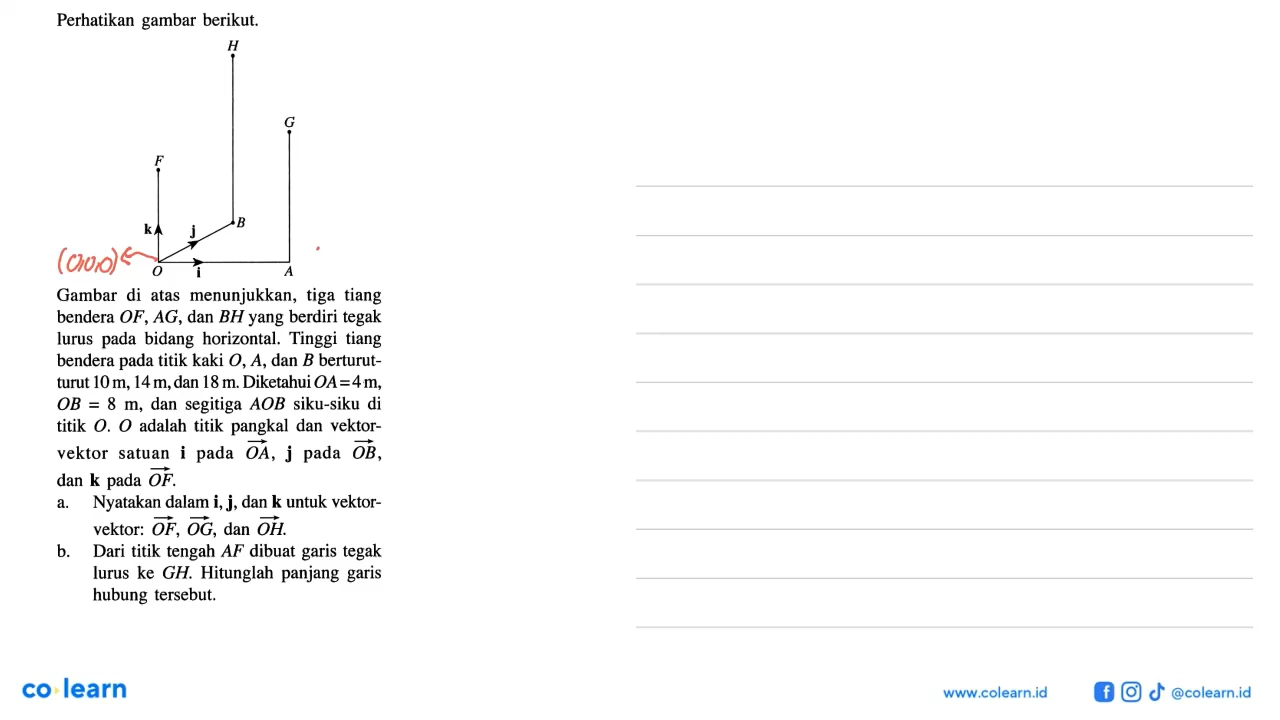 Perhatikan gambar berikut.
H
G
F
k
j
B
(0,0,0)
O
i
A
Gambar di atas menunjukkan, tiga tiang
bendera OF, AG, dan BH yang berdiri tegak
lurus pada bidang horizontal. Tinggi tiang
bendera pada titik kaki O, A, dan B berturut-
turut 10 m, 14 m, dan 18 m. Diketahui OA = 4 m,
OB = 8 m, dan segitiga AOB siku-siku di
titik O. O adalah titik pangkal dan vektor-
vektor satuan i pada OA, j pada OB,
dan k pada OF.
a. Nyatakan dalam i, j, dan k untuk vektor-
vektor: OF, OG, dan OH.
b. Dari titik tengah AF dibuat garis tegak
lurus ke GH. Hitunglah panjang garis
hubung tersebut.
co learn
www.colearn.id
@colearn.id